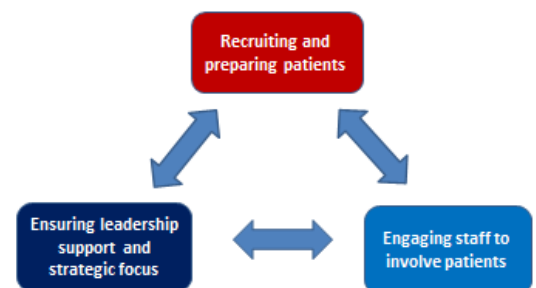 Recruiting and
preparing patients
Ensuring leadership
support and
strategic focus
Engaging staff to
involve patients